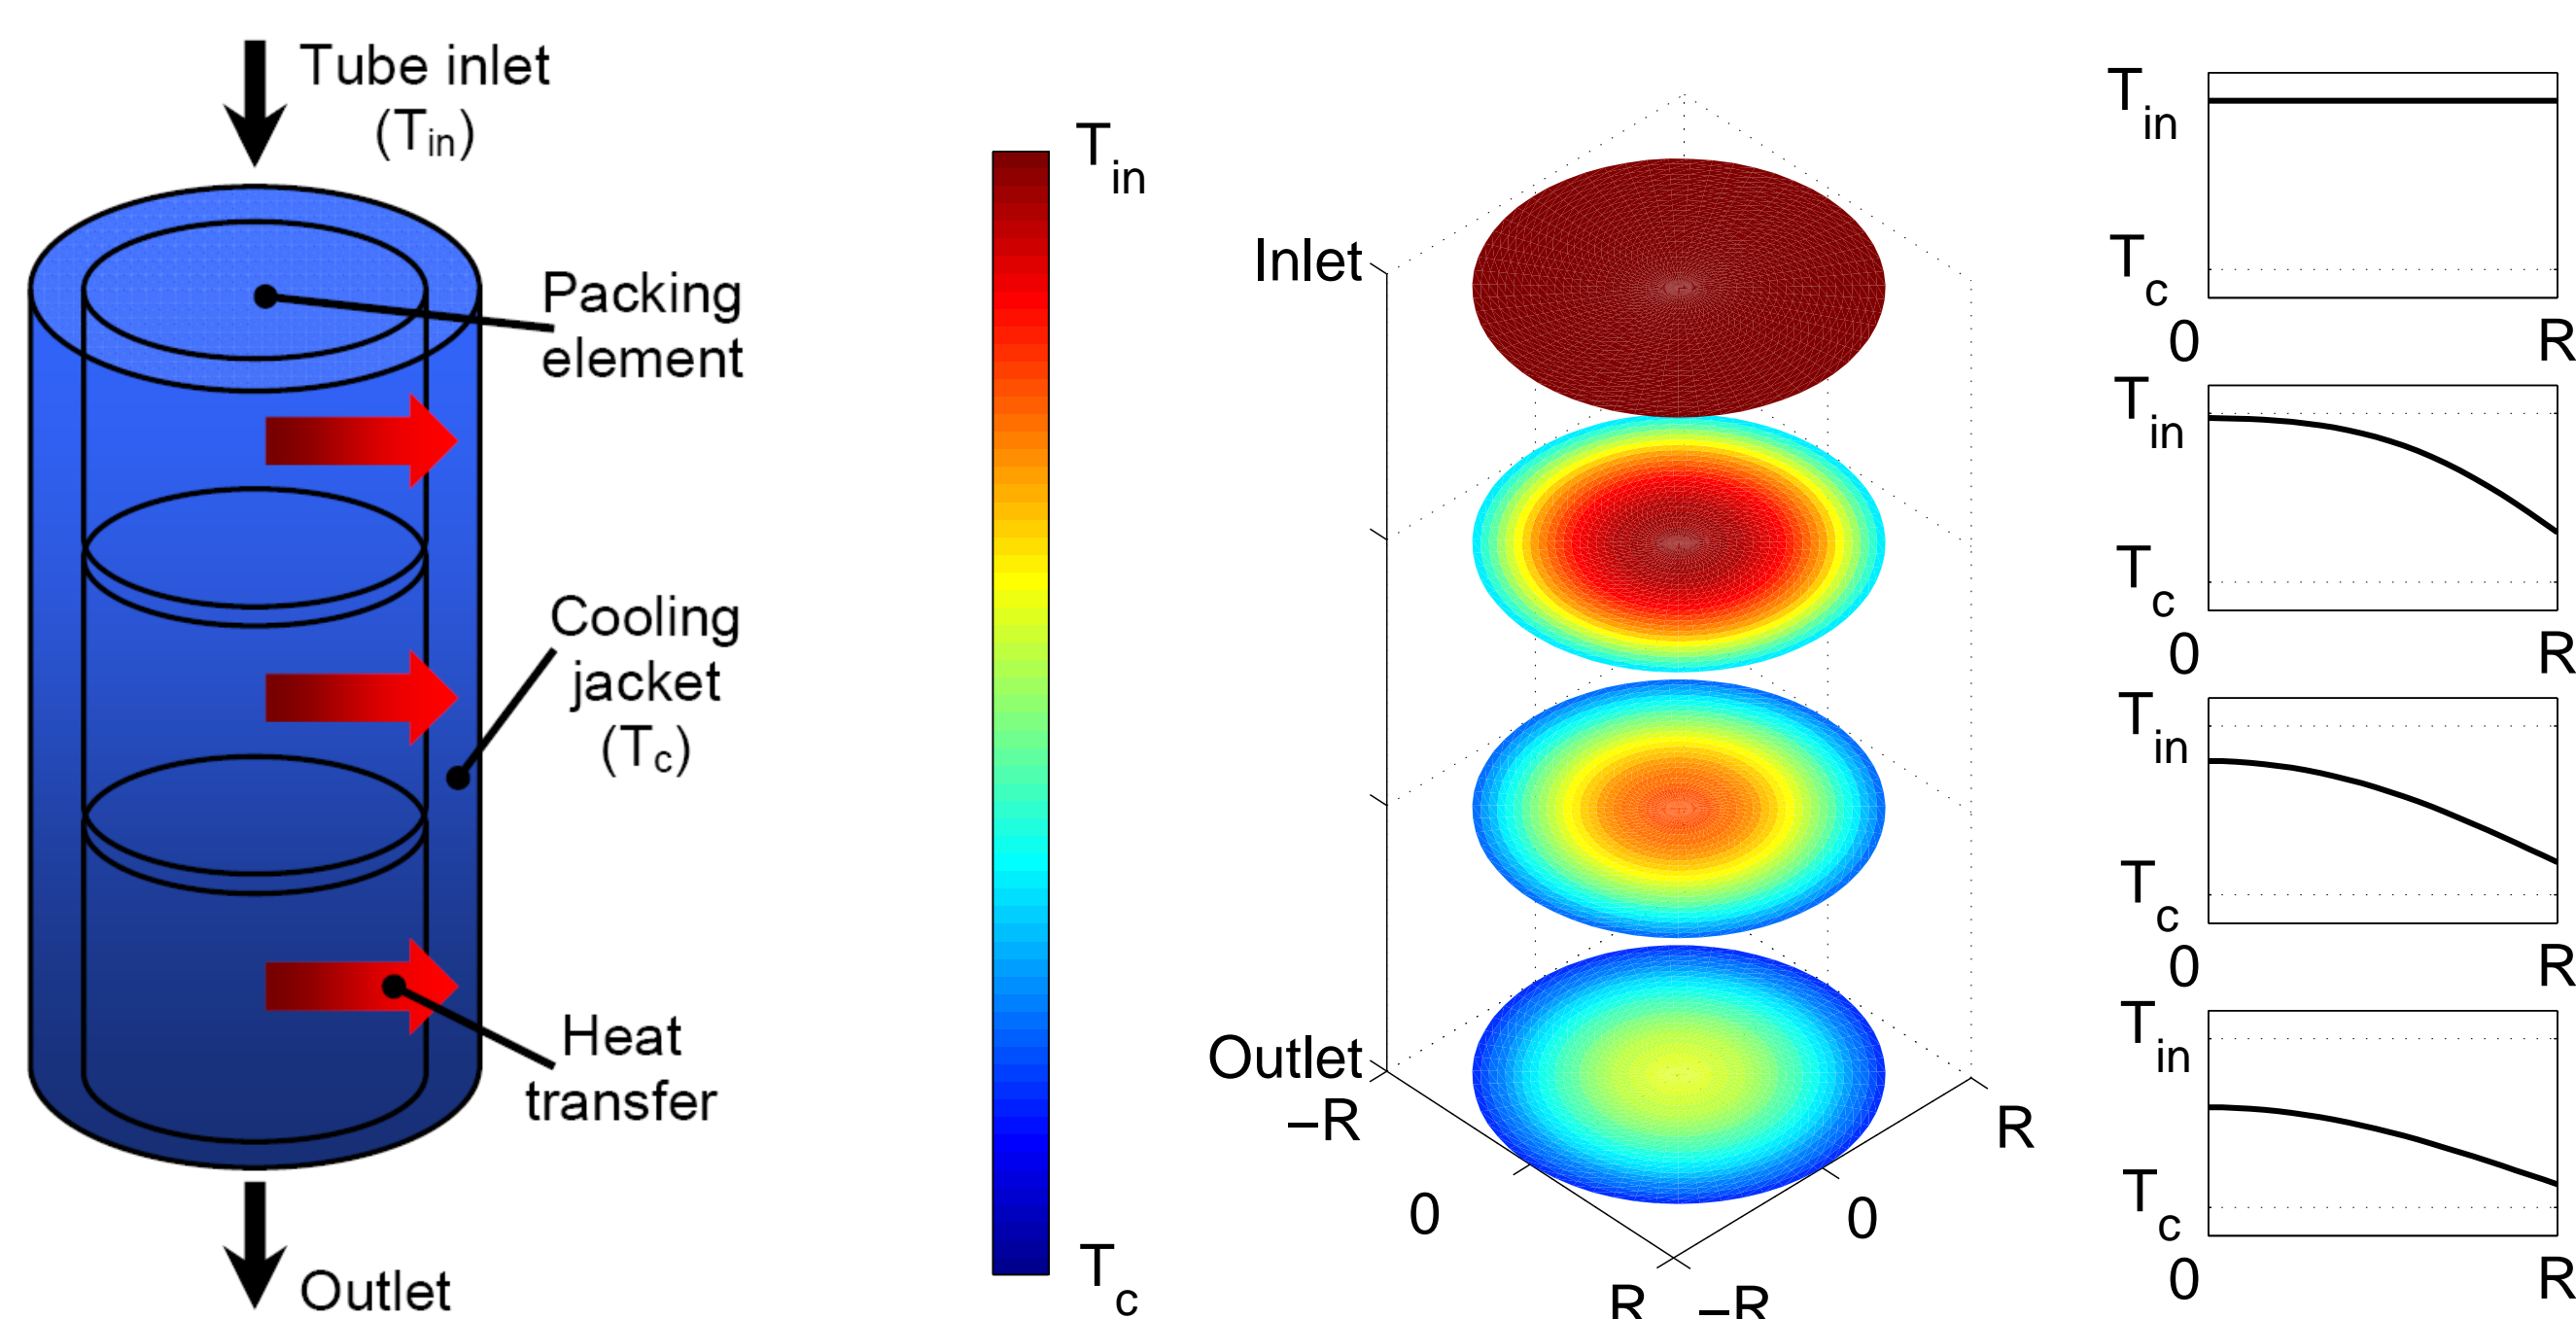 Tube inlet
(Tin)
Packing
element
Cooling
jacket
(Tc)
Heat
transfer
Outlet
Tin
Tc
Inlet
Outlet
–R
0
R
–R
0
R
Tin
Tc
0
R
Tin
Tc
0
R
Tin
Tc
0
R
Tin
Tc
0
R